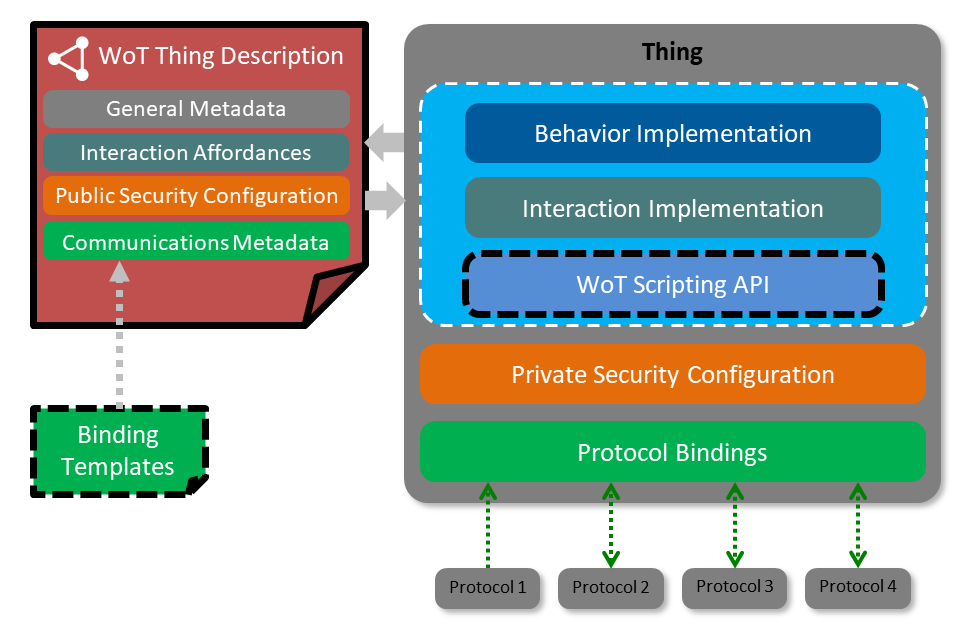 WoT Thing Description
General Metadata
Interaction Affordances
Public Security Configuration
Communications Metadata
Binding
Templates
Thing
Behavior Implementation
Interaction Implementation
WoT Scripting API
Private Security Configuration
Protocol Bindings
Protocol 1
Protocol 2
Protocol 3
Protocol 4